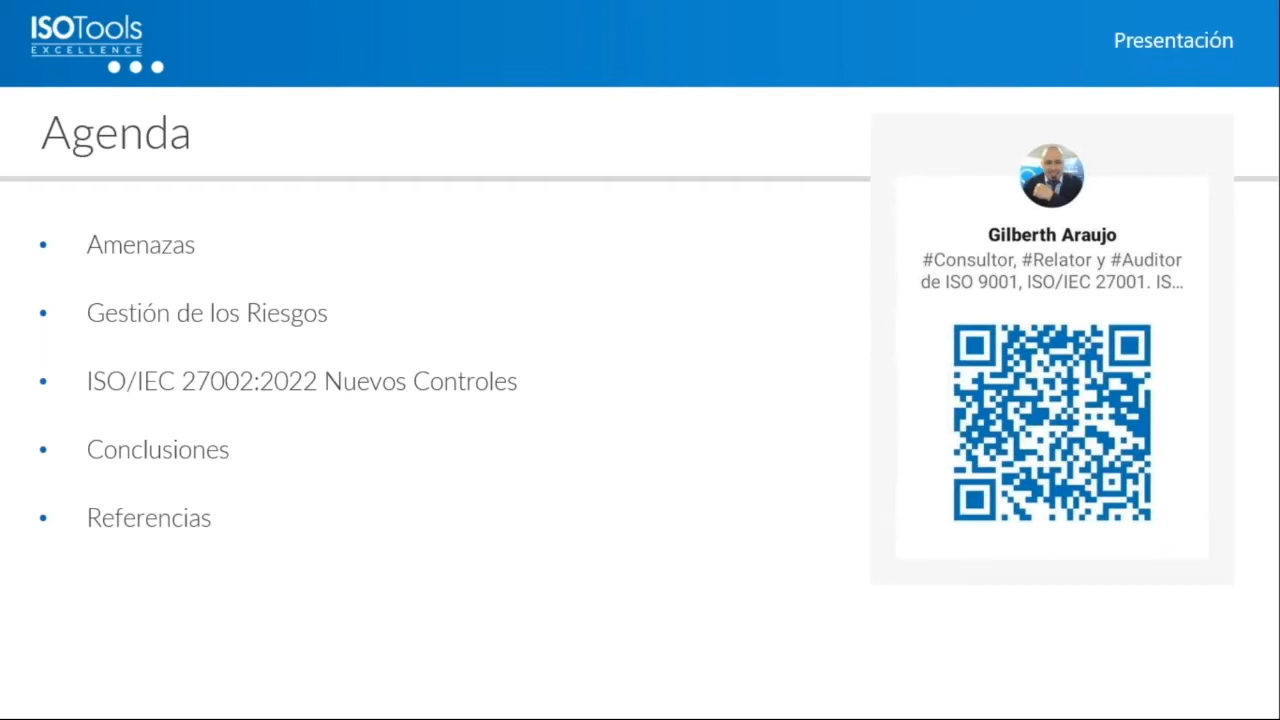 ISOTools
EXCELLENCE
Presentación
Agenda
Amenazas
Gestión de los Riesgos
ISO/IEC 27002:2022 Nuevos Controles
Conclusiones
Referencias
Gilberth Araujo
#Consultor, #Relator y #Auditor
de ISO 9001, ISO/IEC 27001. IS...